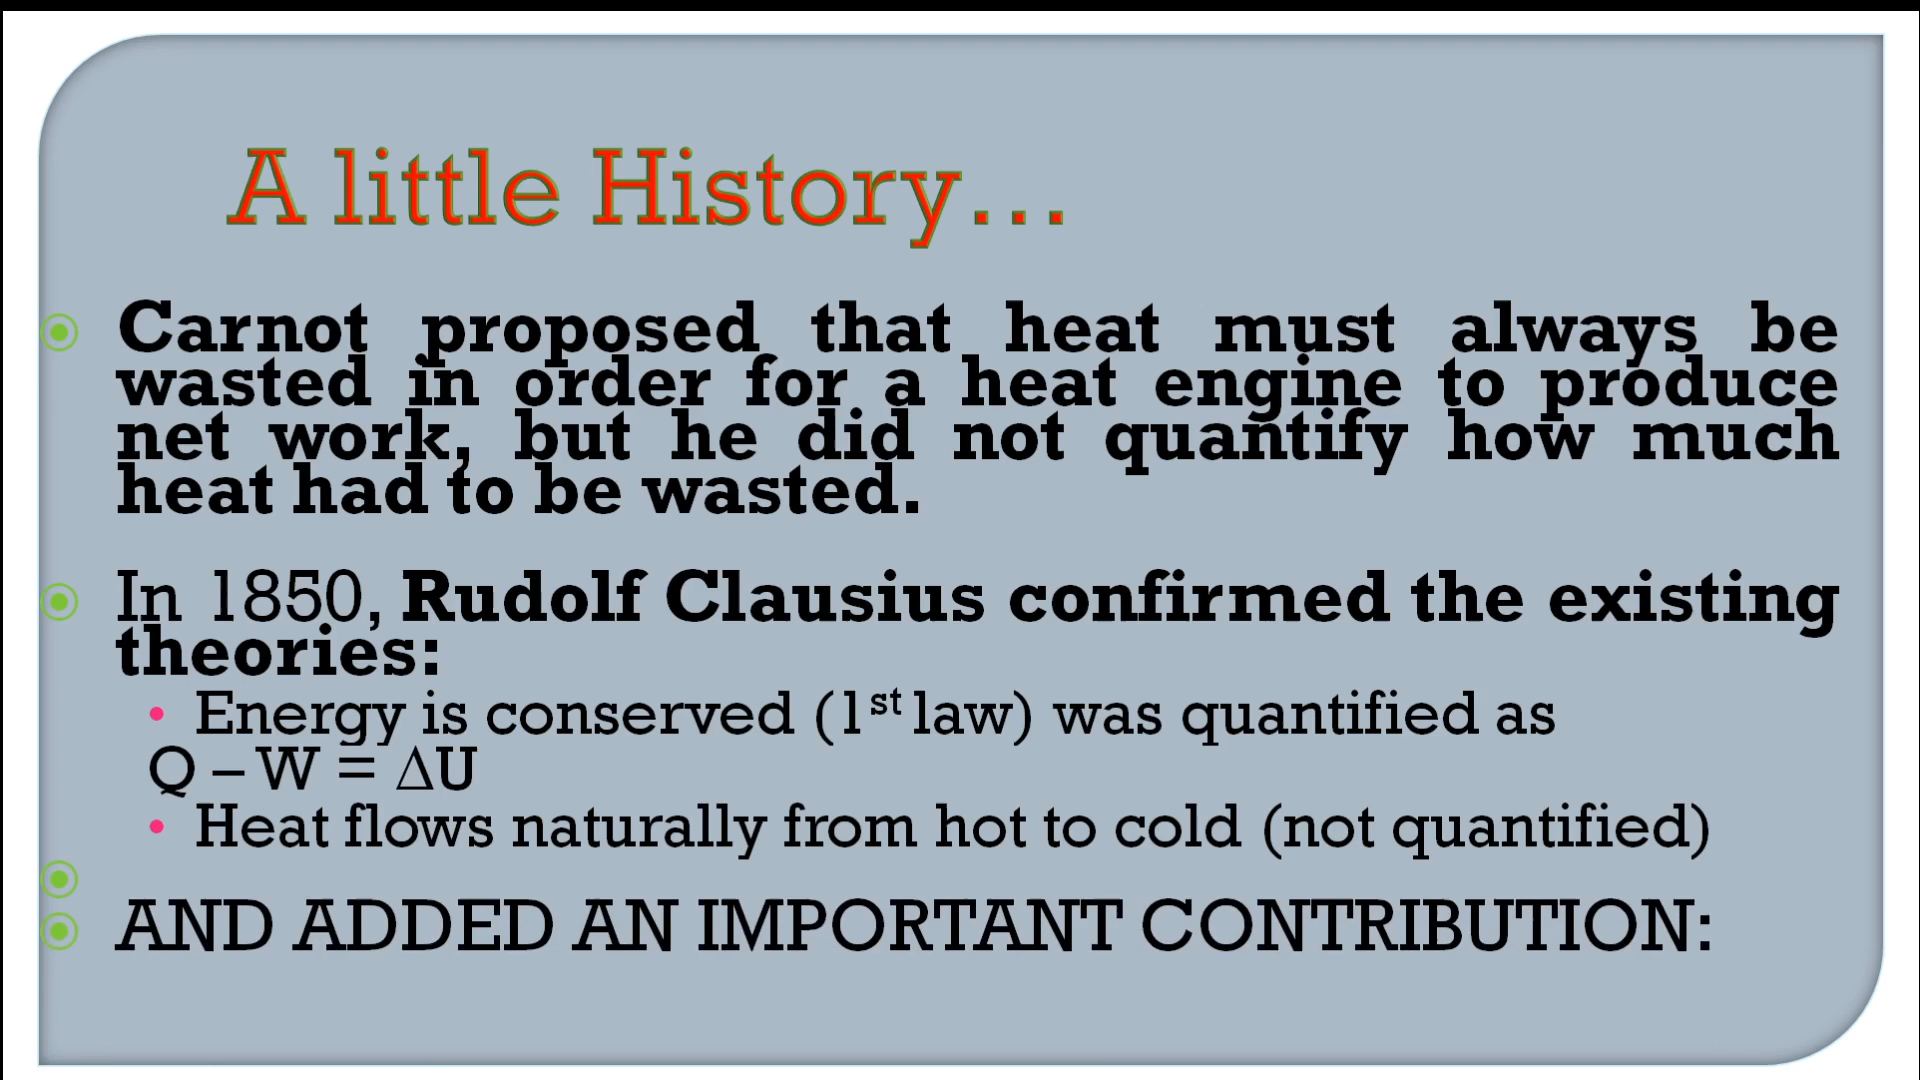 A little History...
Carnot proposed that heat must always be
wasted in order for a heat engine to produce
net work, but he did not quantify how much
heat had to be wasted.
In 1850, Rudolf Clausius confirmed the existing
theories:
• Energy is conserved (1st law) was quantified as
Q – W = ΔU
• Heat flows naturally from hot to cold (not quantified)
AND ADDED AN IMPORTANT CONTRIBUTION: